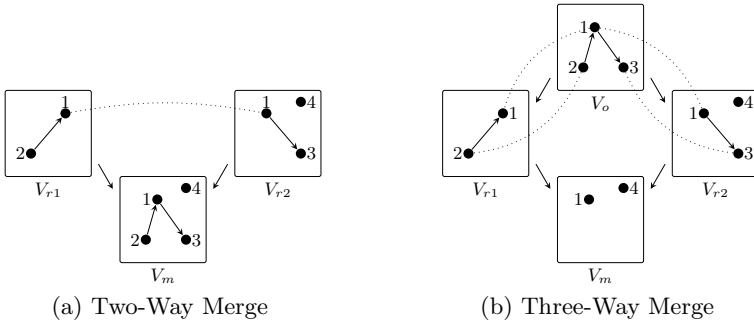 1
2
V_{r1}
1
4
3
V_{r2}
1
4
2
3
V_m
(a) Two-Way Merge
1
2
3
V_o
1
2
V_{r1}
1
4
3
V_{r2}
1
4
V_m
(b) Three-Way Merge